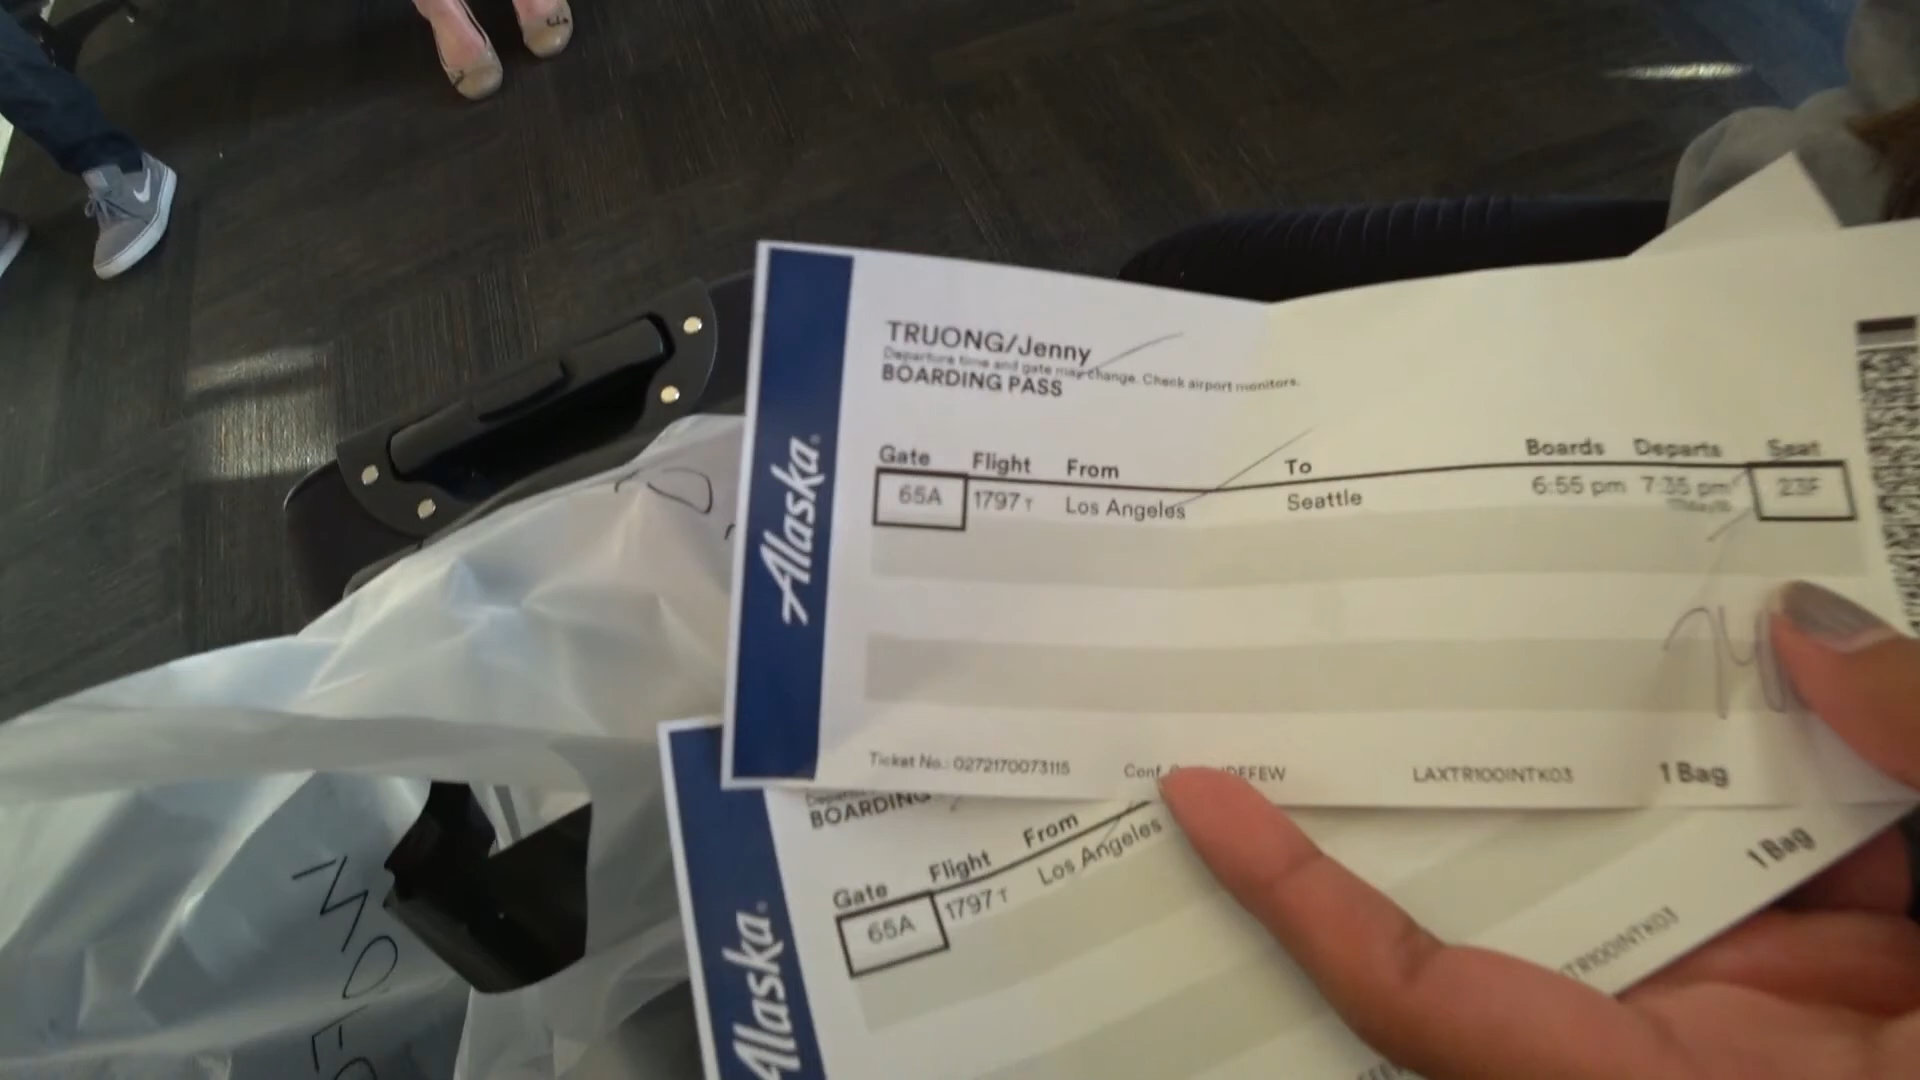 TRUONG/Jenny
Departure time and gate may change. Check airport monitors.
BOARDING PASS
Gate Flight From To Boards Departs Seat
65A 1797 T Los Angeles Seattle 6:55 pm 7:35 pm 23F
Alaska
Ticket No.: 0272170073115 Conf. LAXTR100INTK03 1 Bag
BOARDING
Gate Flight From
65A 1797 T Los Angeles
1 Bag
Alaska